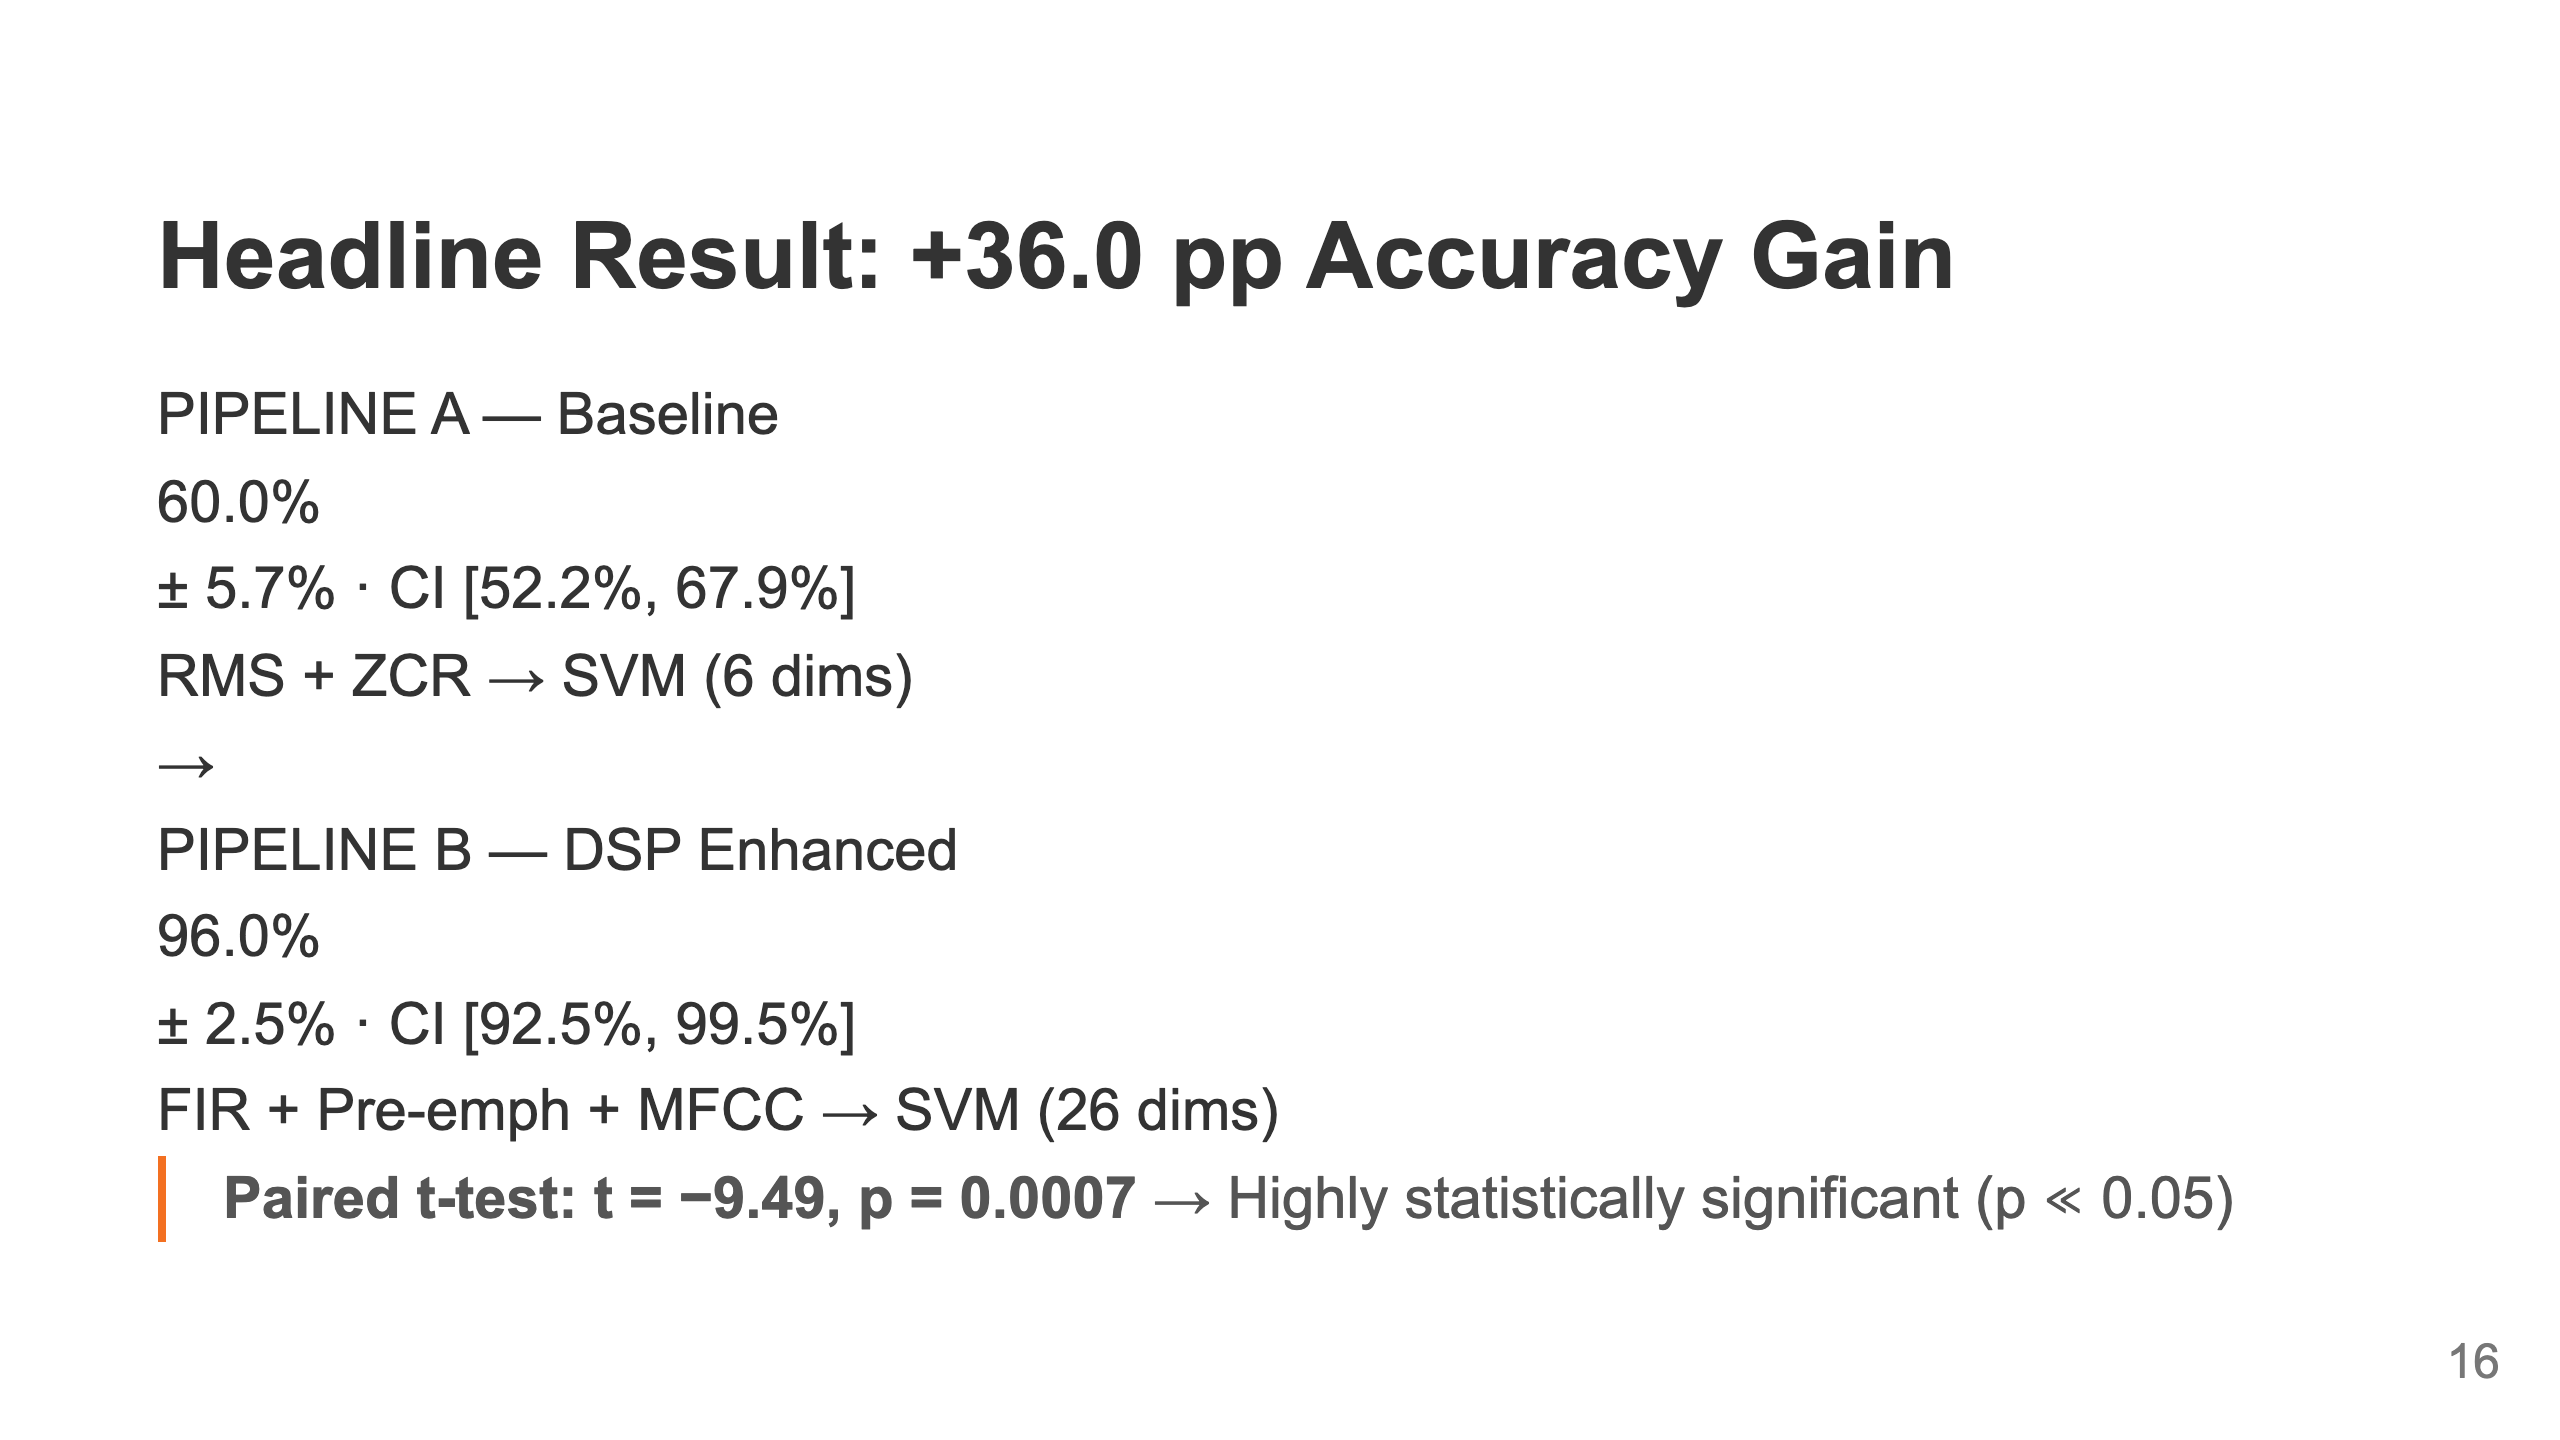 Headline Result: +36.0 pp Accuracy Gain
PIPELINE A — Baseline
60.0%
± 5.7% · CI [52.2%, 67.9%]
RMS + ZCR → SVM (6 dims)
→
PIPELINE B — DSP Enhanced
96.0%
± 2.5% · CI [92.5%, 99.5%]
FIR + Pre-emph + MFCC → SVM (26 dims)
Paired t-test: t = −9.49, p = 0.0007 → Highly statistically significant (p ≪ 0.05)
16